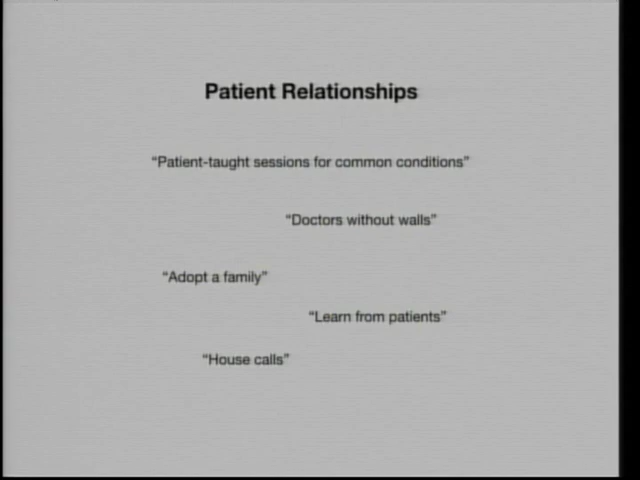 Patient Relationships
“Patient-taught sessions for common conditions”
“Doctors without walls”
“Adopt a family”
“Learn from patients”
“House calls”